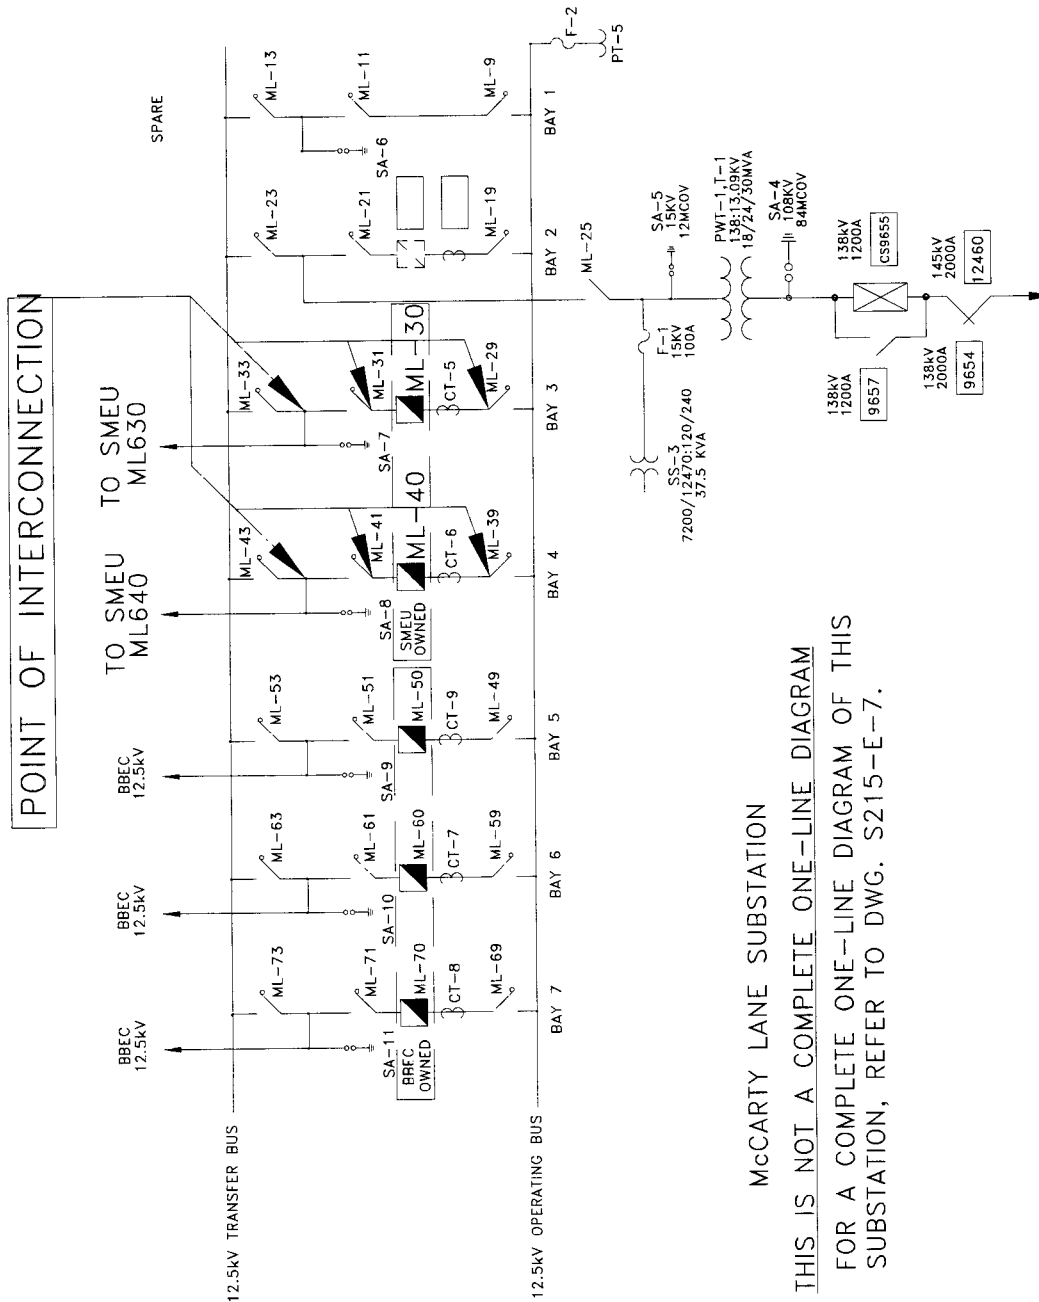 POINT OF INTERCONNECTION
BBEC
12.5kV
BBEC
12.5kV
BBEC
12.5kV
TO SMEU
ML640
TO SMEU
ML630
SPARE
12.5kV TRANSFER BUS
ML-73
ML-63
ML-53
ML-43
ML-33
ML-23
ML-13
ML-71
ML-61
ML-51
ML-41
ML-31
ML-21
ML-11
SA-11
SA-10
SA-9
SA-8
SA-7
SA-6
BBEC
OWNED
ML-70
ML-60
ML-50
SMEU
OWNED
ML-40
ML-30
CT-8
CT-7
CT-9
CT-6
CT-5
ML-69
ML-59
ML-49
ML-39
ML-29
ML-19
ML-9
12.5kV OPERATING BUS
BAY 7
BAY 6
BAY 5
BAY 4
BAY 3
BAY 2
BAY 1
F-2
PT-5
ML-25
SA-5
15KV
12MCOV
F-1
15KV
100A
SS-3
7200/12470:120/240
37.5 KVA
PWT-1,T-1
138:13.09KV
18/24/30MVA
SA-4
108KV
84MCOV
138kV
1200A
9657
138kV
1200A
CS9655
138kV
2000A
9654
145kV
2000A
12460
McCARTY LANE SUBSTATION
THIS IS NOT A COMPLETE ONE-LINE DIAGRAM
FOR A COMPLETE ONE-LINE DIAGRAM OF THIS
SUBSTATION, REFER TO DWG. S215-E-7.